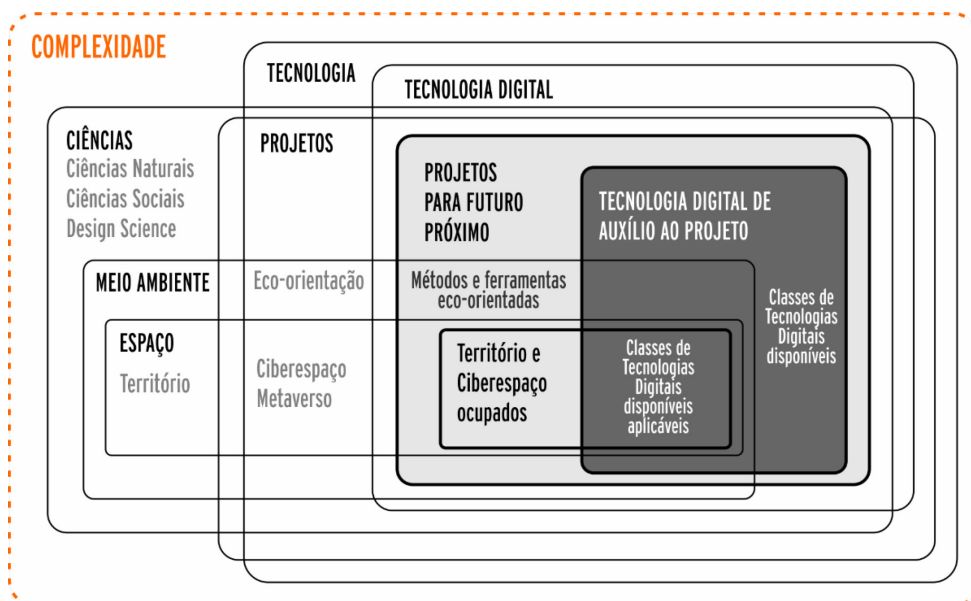 COMPLEXIDADE
TECNOLOGIA
TECNOLOGIA DIGITAL
CIÊNCIAS
Ciências Naturais
Ciências Sociais
Design Science
PROJETOS
PROJETOS
PARA FUTURO
PRÓXIMO
TECNOLOGIA DIGITAL DE
AUXÍLIO AO PROJETO
MEIO AMBIENTE
Eco-orientação
Métodos e ferramentas
eco-orientadas
Classes de
Tecnologias
Digitais
disponíveis
ESPAÇO
Território
Ciberespaço
Metaverso
Território e
Ciberespaço
ocupados
Classes de
Tecnologias
Digitais
disponíveis
aplicáveis